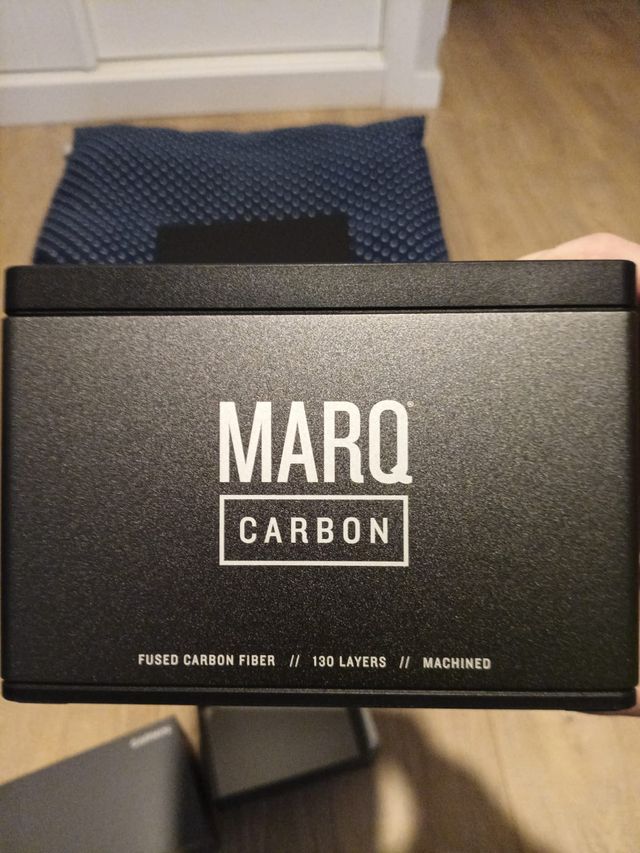 MARQ®
CARBON
FUSED CARBON FIBER // 130 LAYERS // MACHINED